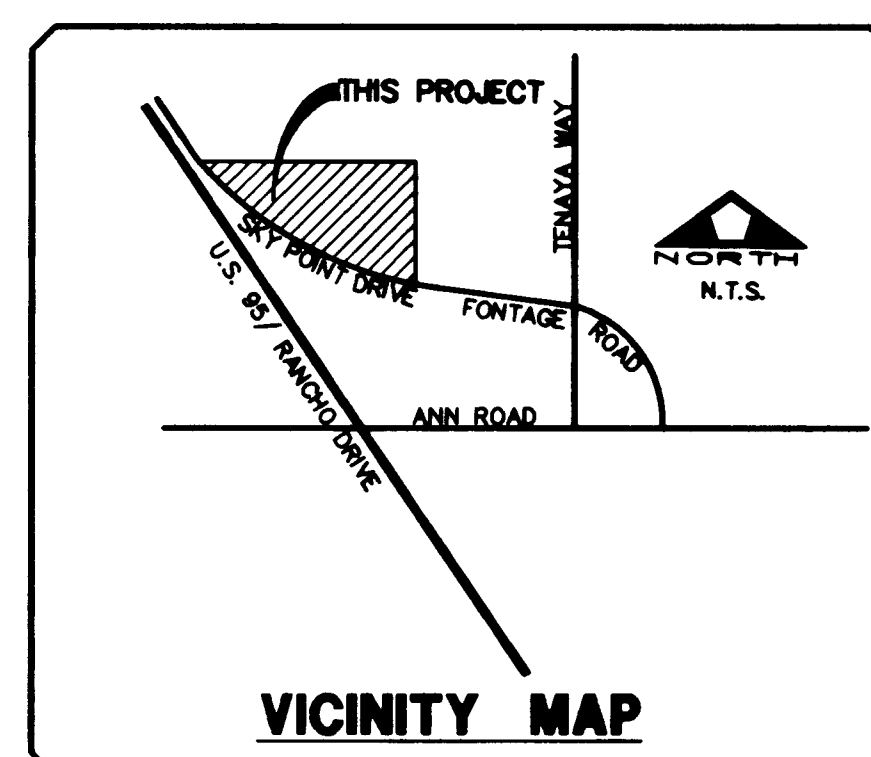 THIS PROJECT
TENAYA WAY
NORTH
N.T.S.
SKY POINT DRIVE
FONTAGE ROAD
U.S. 95/ RANCHO DRIVE
ANN ROAD
VICINITY MAP